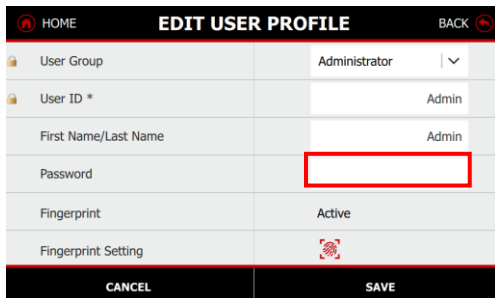 HOME EDIT USER PROFILE BACK
User Group Administrator
User ID * Admin
First Name/Last Name Admin
Password
Fingerprint Active
Fingerprint Setting
CANCEL SAVE